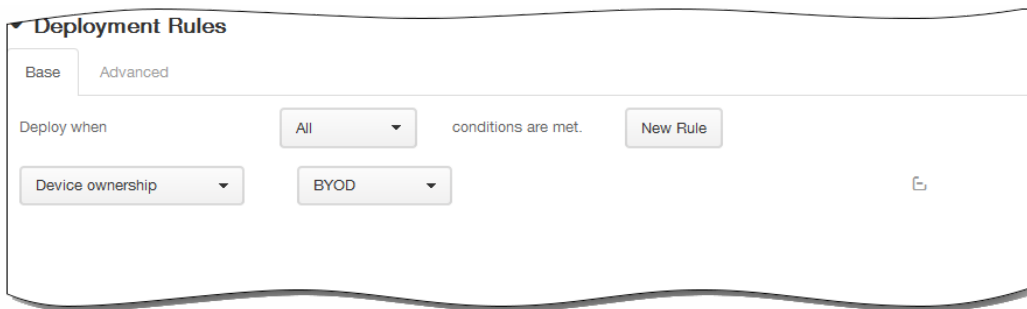 Deployment Rules
Base Advanced
Deploy when All conditions are met. New Rule
Device ownership BYOD